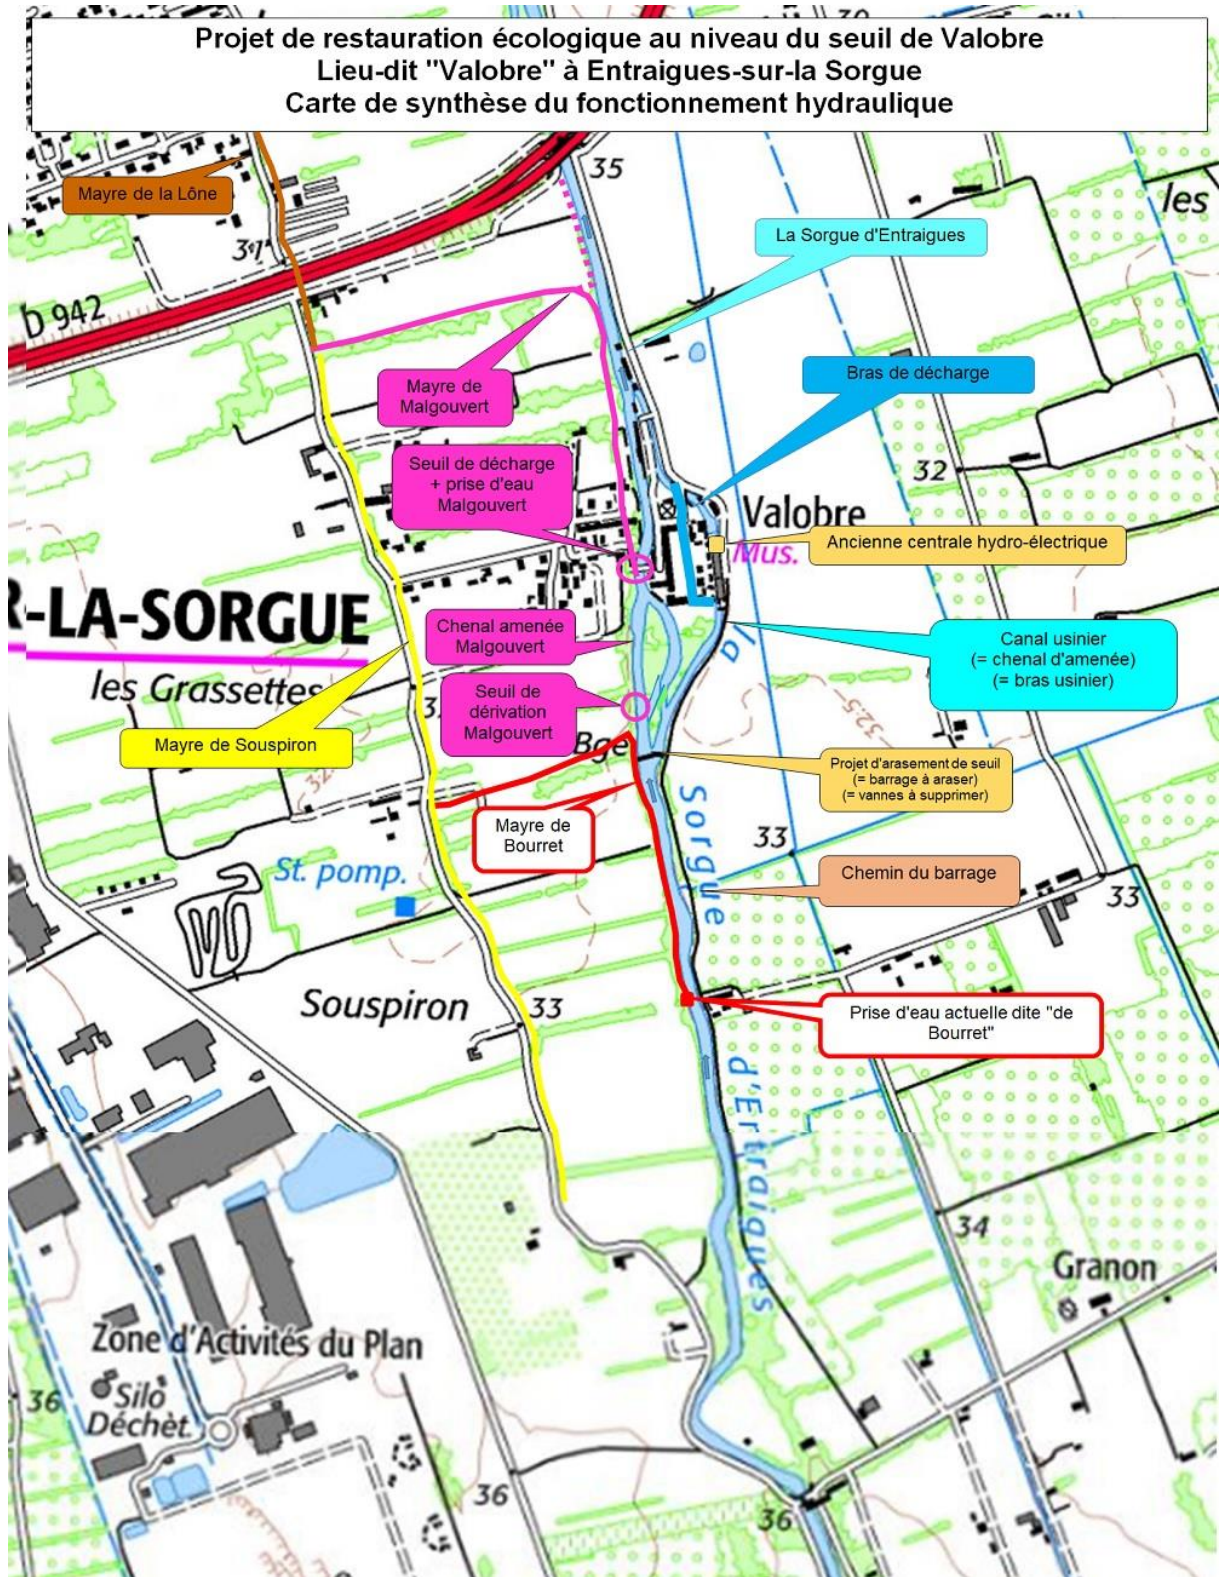 Projet de restauration écologique au niveau du seuil de Valobre
Lieu-dit "Valobre" à Entraigues-sur-la Sorgue
Carte de synthèse du fonctionnement hydraulique
35
les
Mayre de la Lône
La Sorgue d'Entraigues
D 942
Bras de décharge
Mayre de
Malgouvert
32
Seuil de décharge
+ prise d'eau
Malgouvert
Valobre
Mus.
Ancienne centrale hydro-électrique
R-LA-SORGUE
Chenal amenée
Malgouvert
la
Canal usinier
(= chenal d'amenée)
(= bras usinier)
les Grassettes
Seuil de
dérivation
Malgouvert
32.5
Mayre de Souspiron
Bge
Projet d'arasement de seuil
(= barrage à araser)
(= vannes à supprimer)
Sorgue
Mayre de
Bourret
33
St. pomp.
Chemin du barrage
33
Souspiron
33
Prise d'eau actuelle dite "de
Bourret"
d'Ertraigues
34
Granon
Zone d'Activités du Plan
36
Silo
Déchèt.
36
36